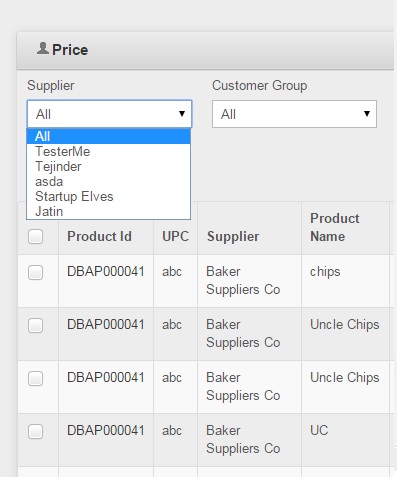 Price
Supplier Customer Group
All All
All
TesterMe
Tejinder
asda
Startup Elves
Jatin
Product Id UPC Supplier Product Name
DBAP000041 abc Baker Suppliers Co chips
DBAP000041 abc Baker Suppliers Co Uncle Chips
DBAP000041 abc Baker Suppliers Co Uncle Chips
DBAP000041 abc Baker Suppliers Co UC